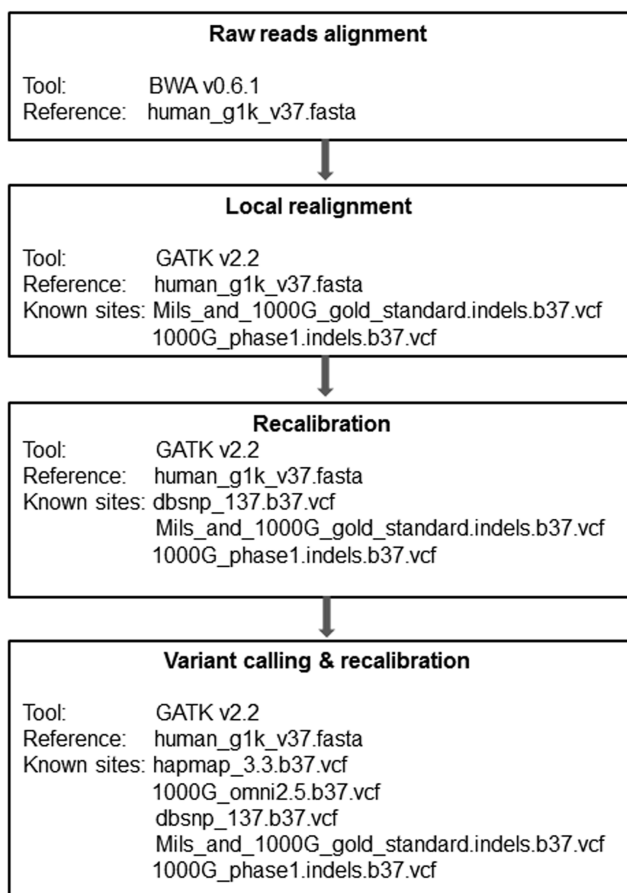 Raw reads alignment
Tool: BWA v0.6.1
Reference: human_g1k_v37.fasta
Local realignment
Tool: GATK v2.2
Reference: human_g1k_v37.fasta
Known sites: Mils_and_1000G_gold_standard.indels.b37.vcf
1000G_phase1.indels.b37.vcf
Recalibration
Tool: GATK v2.2
Reference: human_g1k_v37.fasta
Known sites: dbsnp_137.b37.vcf
Mils_and_1000G_gold_standard.indels.b37.vcf
1000G_phase1.indels.b37.vcf
Variant calling & recalibration
Tool: GATK v2.2
Reference: human_g1k_v37.fasta
Known sites: hapmap_3.3.b37.vcf
1000G_omni2.5.b37.vcf
dbsnp_137.b37.vcf
Mils_and_1000G_gold_standard.indels.b37.vcf
1000G_phase1.indels.b37.vcf